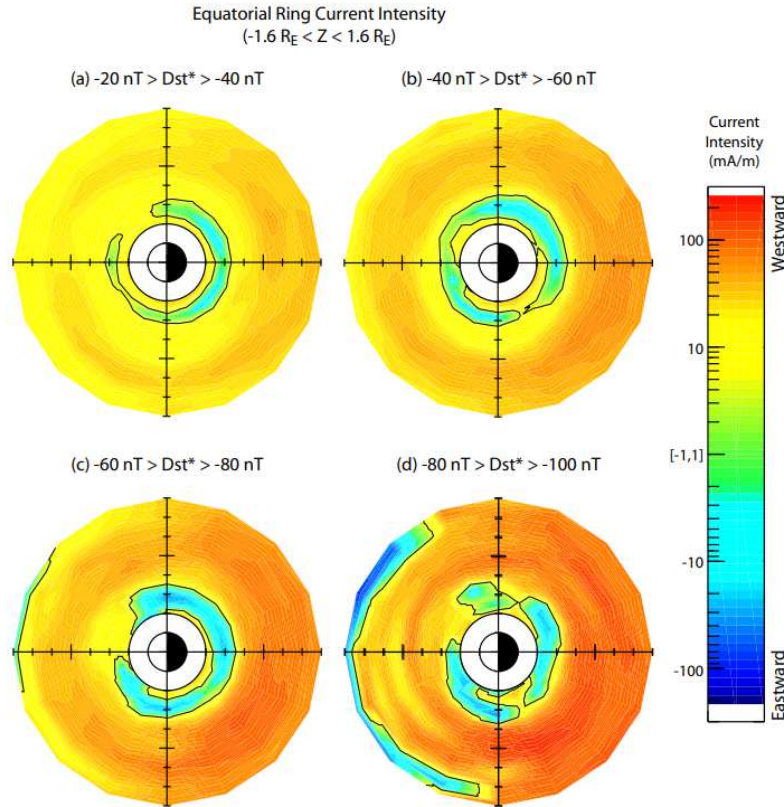 Equatorial Ring Current Intensity
(-1.6 R_E < Z < 1.6 R_E)
(a) -20 nT > Dst* > -40 nT
(b) -40 nT > Dst* > -60 nT
Current
Intensity
(mA/m)
Westward
100
10
[-1,1]
-10
-100
Eastward
(c) -60 nT > Dst* > -80 nT
(d) -80 nT > Dst* > -100 nT